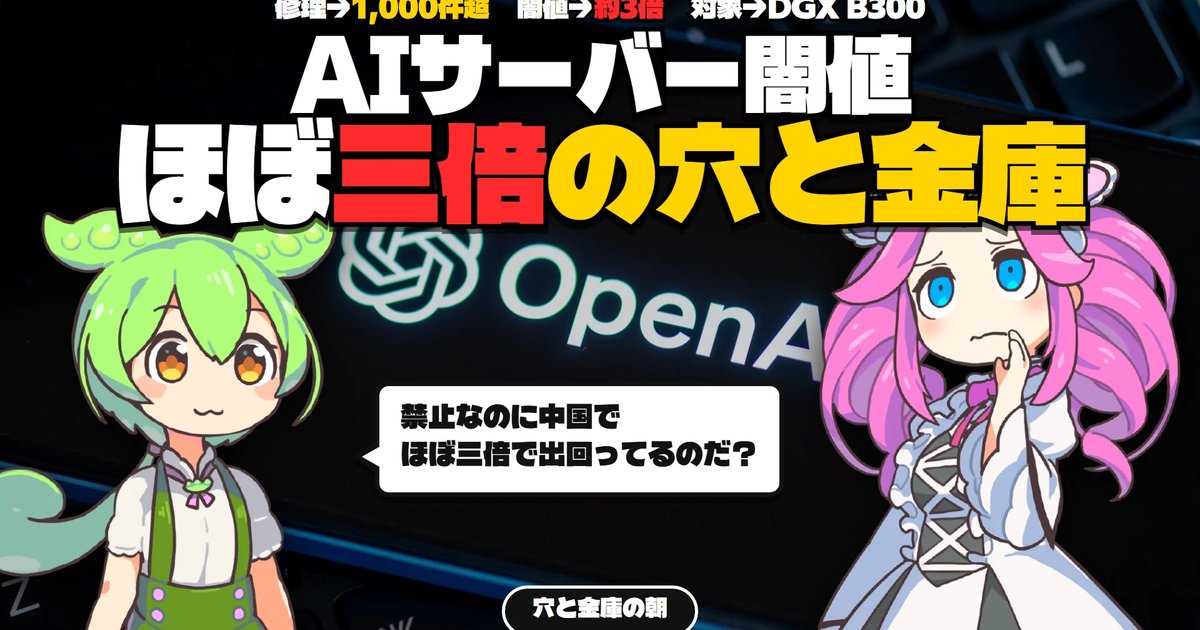 修理→1,000件超 闇値→約3倍 対象→DGX B300
AIサーバー闇値
ほぼ三倍の穴と金庫
OpenA
禁止なのに中国で
ほぼ三倍で出回ってるのだ？
穴と金庫の朝
Z